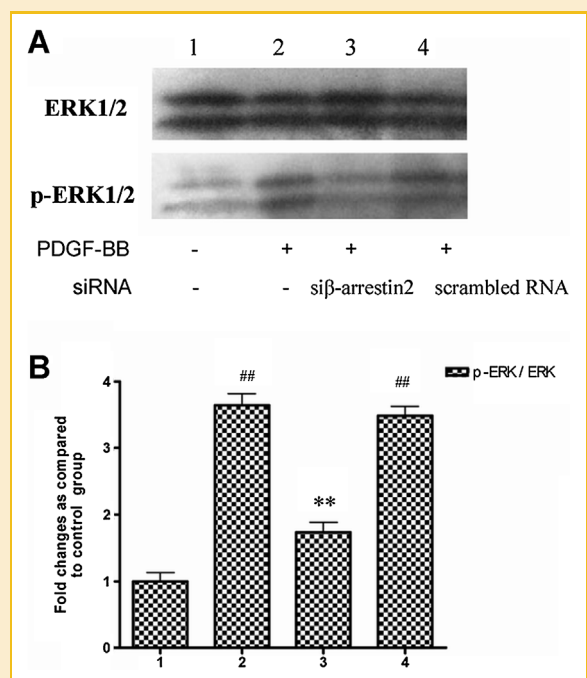 A
1 2 3 4
ERK1/2
p-ERK1/2
PDGF-BB - + + +
siRNA - - siβ-arrestin2 scrambled RNA
B
p-ERK/ ERK
Fold changes as compared
to control group
4
3
2
1
0
##
**
##
1 2 3 4